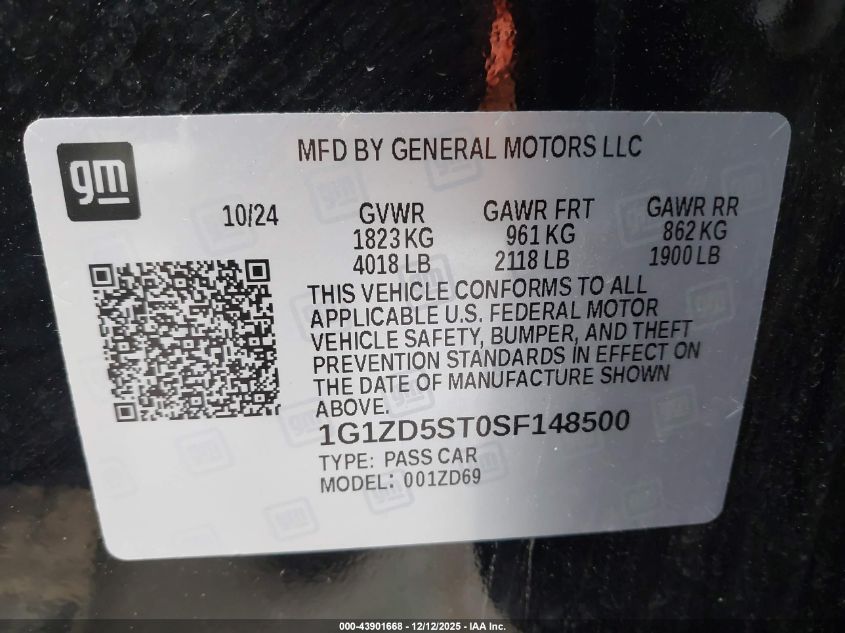 gm
MFD BY GENERAL MOTORS LLC
10/24 GVWR GAWR FRT GAWR RR
1823 KG 961 KG 862 KG
4018 LB 2118 LB 1900 LB
THIS VEHICLE CONFORMS TO ALL
APPLICABLE U.S. FEDERAL MOTOR
VEHICLE SAFETY, BUMPER, AND THEFT
PREVENTION STANDARDS IN EFFECT ON
THE DATE OF MANUFACTURE SHOWN
ABOVE.
1G1ZD5ST0SF148500
TYPE: PASS CAR
MODEL: 001ZD69
000-43901668 - 12/12/2025 - IAA Inc.